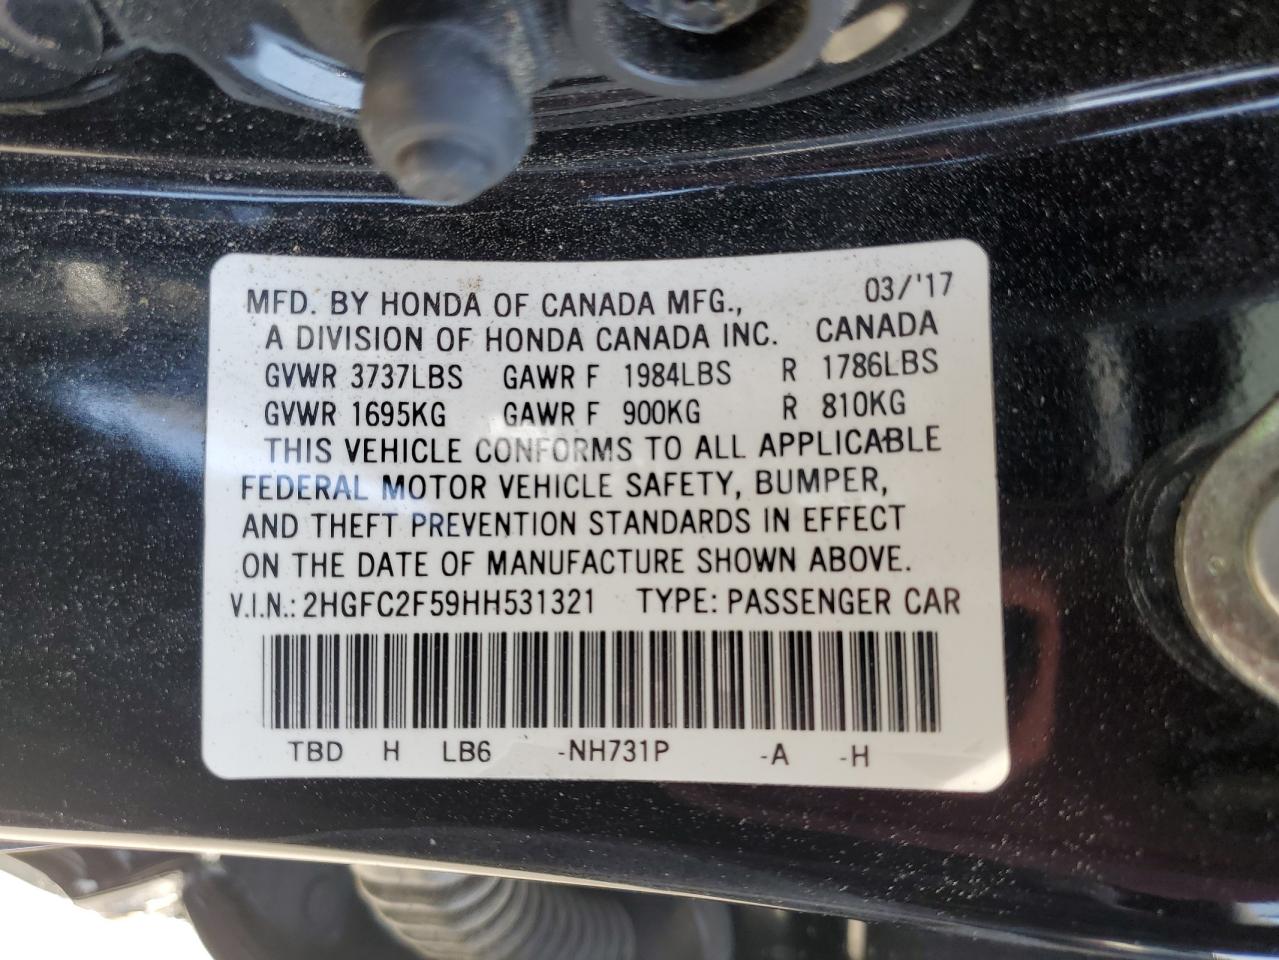 MFD. BY HONDA OF CANADA MFG., 03/'17
A DIVISION OF HONDA CANADA INC. CANADA
GVWR 3737LBS GAWR F 1984LBS R 1786LBS
GVWR 1695KG GAWR F 900KG R 810KG
THIS VEHICLE CONFORMS TO ALL APPLICABLE
FEDERAL MOTOR VEHICLE SAFETY, BUMPER,
AND THEFT PREVENTION STANDARDS IN EFFECT
ON THE DATE OF MANUFACTURE SHOWN ABOVE.
V.I.N.: 2HGFC2F59HH531321 TYPE: PASSENGER CAR
TBD H LB6 -NH731P -A -H